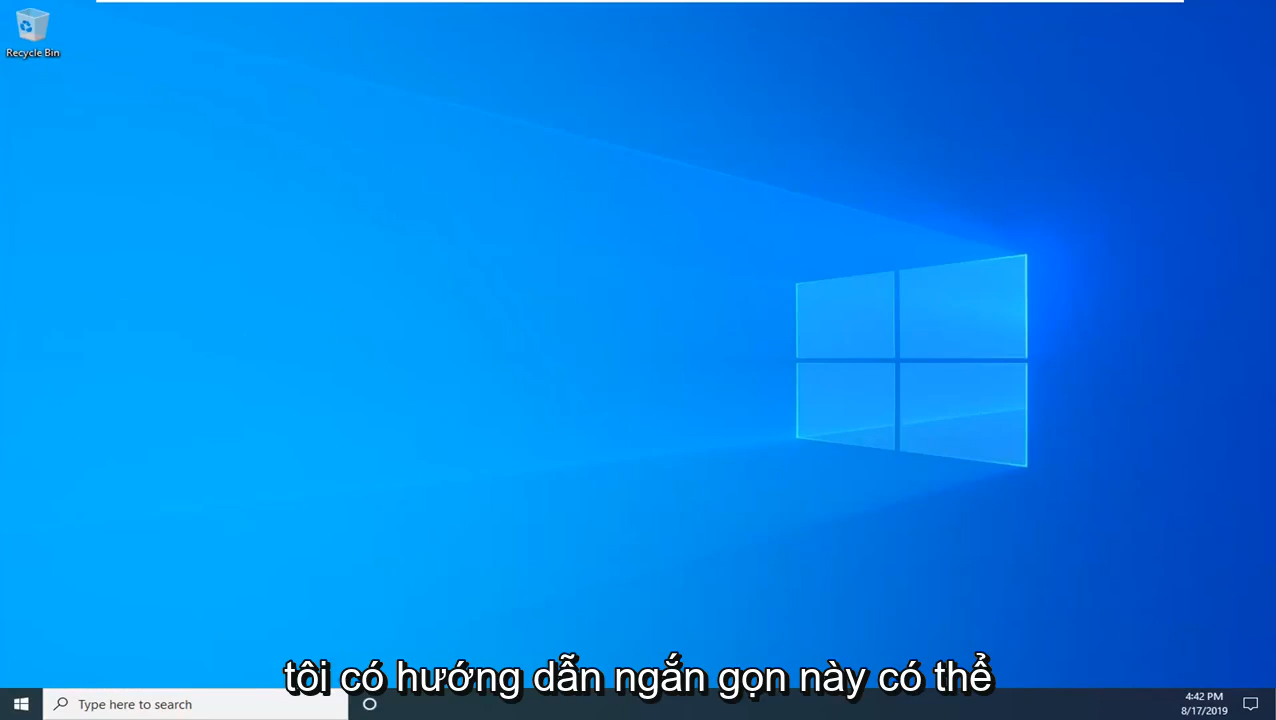 Recycle Bin
tôi có hướng dẫn ngắn gọn này có thể
Type here to search
4:42 PM
8/17/2019